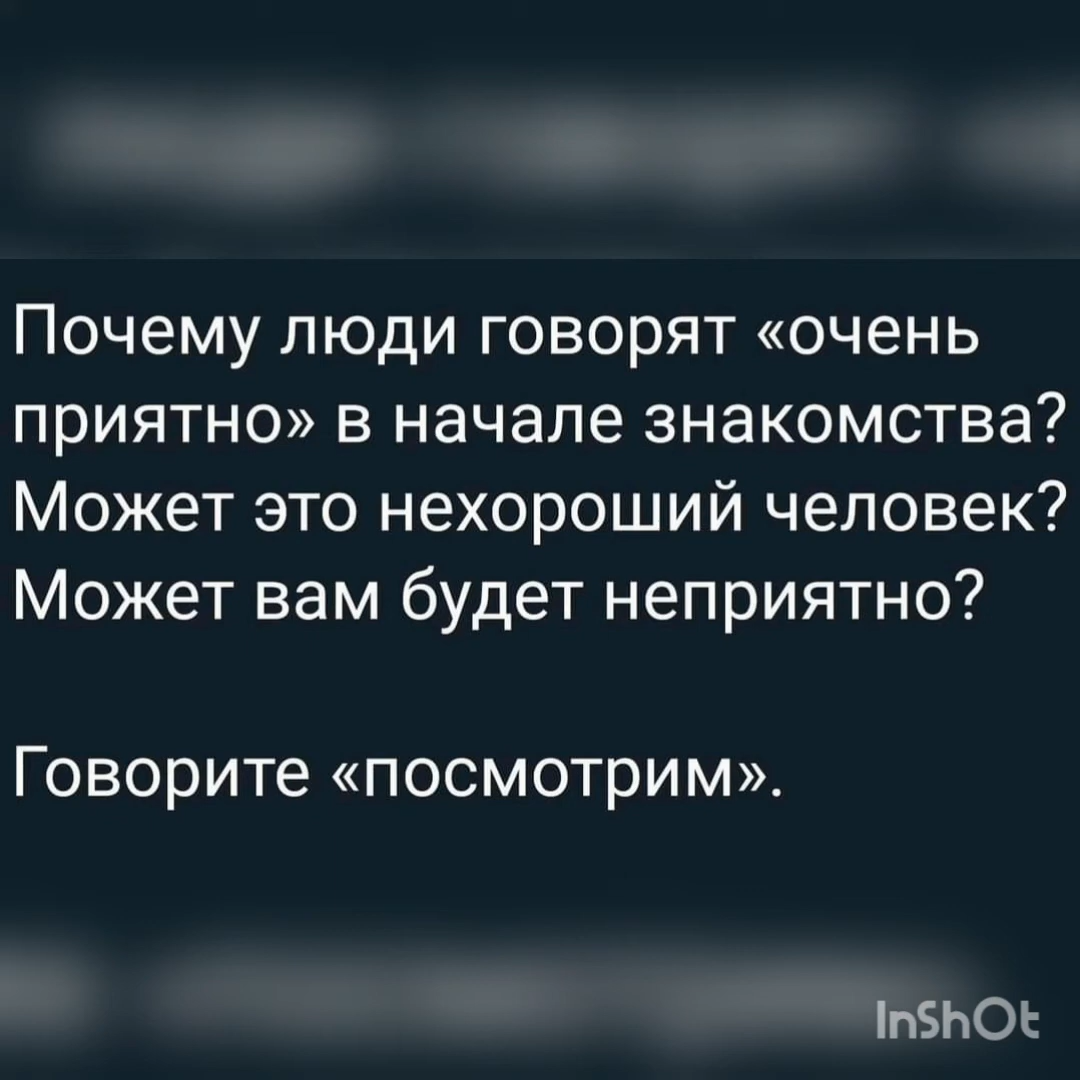 Почему люди говорят «очень
приятно» в начале знакомства?
Может это нехороший человек?
Может вам будет неприятно?
Говорите «посмотрим».
InShOt